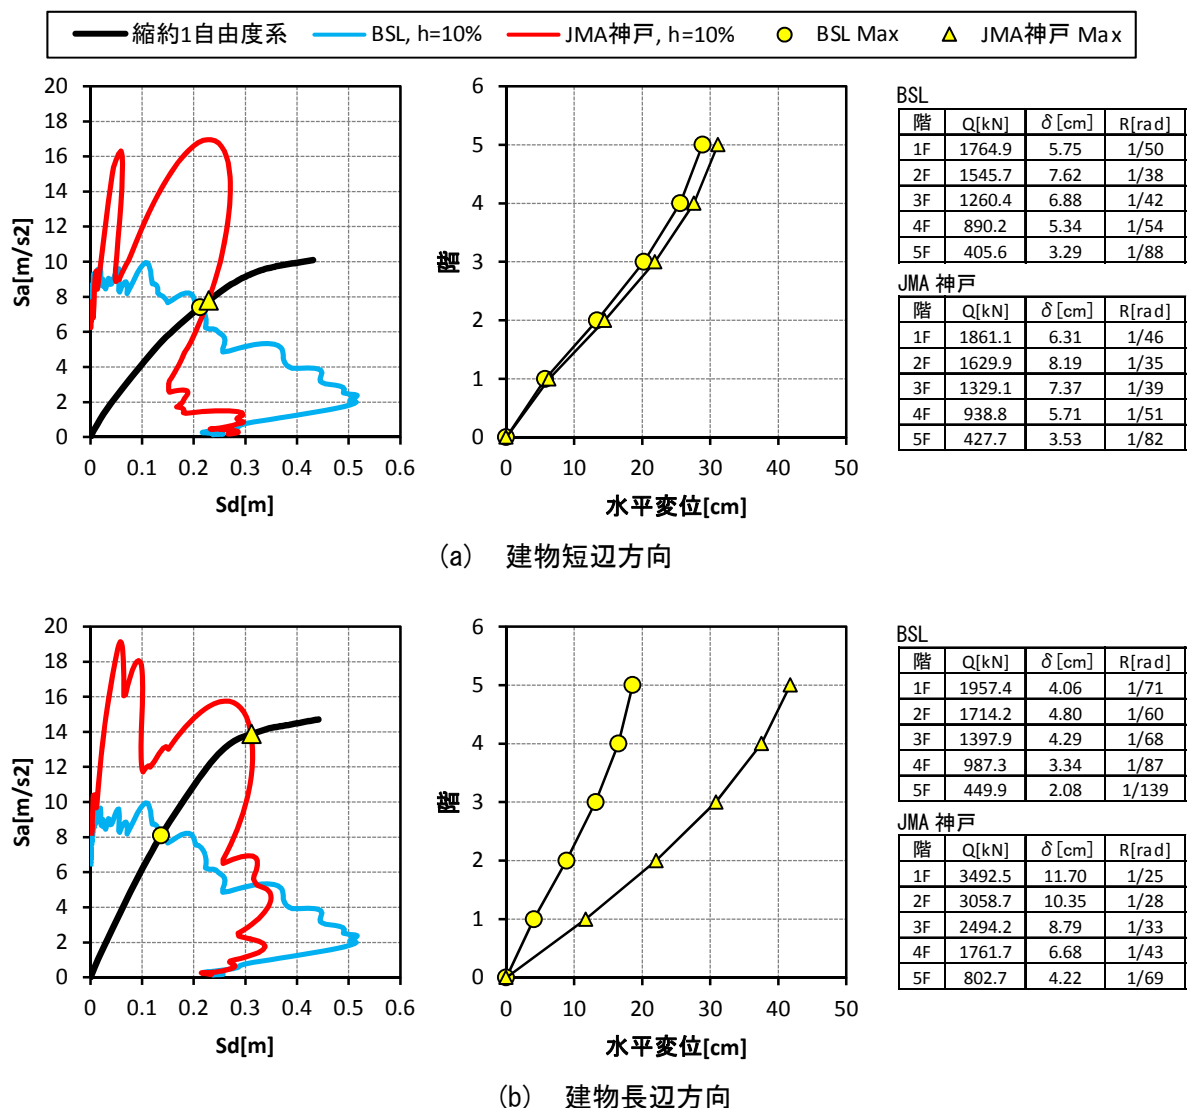 縮約1自由度系 BSL, h=10% JMA神戸, h=10% BSL Max JMA神戸 Max
20
18
16
14
12
10
8
6
4
2
0
Sa[m/s2]
0 0.1 0.2 0.3 0.4 0.5 0.6
Sd[m]
6
5
4
3
2
1
0
階
0 10 20 30 40 50
水平変位[cm]
BSL
階 Q[kN] δ[cm] R[rad]
1F 1764.9 5.75 1/50
2F 1545.7 7.62 1/38
3F 1260.4 6.88 1/42
4F 890.2 5.34 1/54
5F 405.6 3.29 1/88
JMA 神戸
階 Q[kN] δ[cm] R[rad]
1F 1861.1 6.31 1/46
2F 1629.9 8.19 1/35
3F 1329.1 7.37 1/39
4F 938.8 5.71 1/51
5F 427.7 3.53 1/82
(a) 建物短辺方向
20
18
16
14
12
10
8
6
4
2
0
Sa[m/s2]
0 0.1 0.2 0.3 0.4 0.5 0.6
Sd[m]
6
5
4
3
2
1
0
階
0 10 20 30 40 50
水平変位[cm]
BSL
階 Q[kN] δ[cm] R[rad]
1F 1957.4 4.06 1/71
2F 1714.2 4.80 1/60
3F 1397.9 4.29 1/68
4F 987.3 3.34 1/87
5F 449.9 2.08 1/139
JMA 神戸
階 Q[kN] δ[cm] R[rad]
1F 3492.5 11.70 1/25
2F 3058.7 10.35 1/28
3F 2494.2 8.79 1/33
4F 1761.7 6.68 1/43
5F 802.7 4.22 1/69
(b) 建物長辺方向